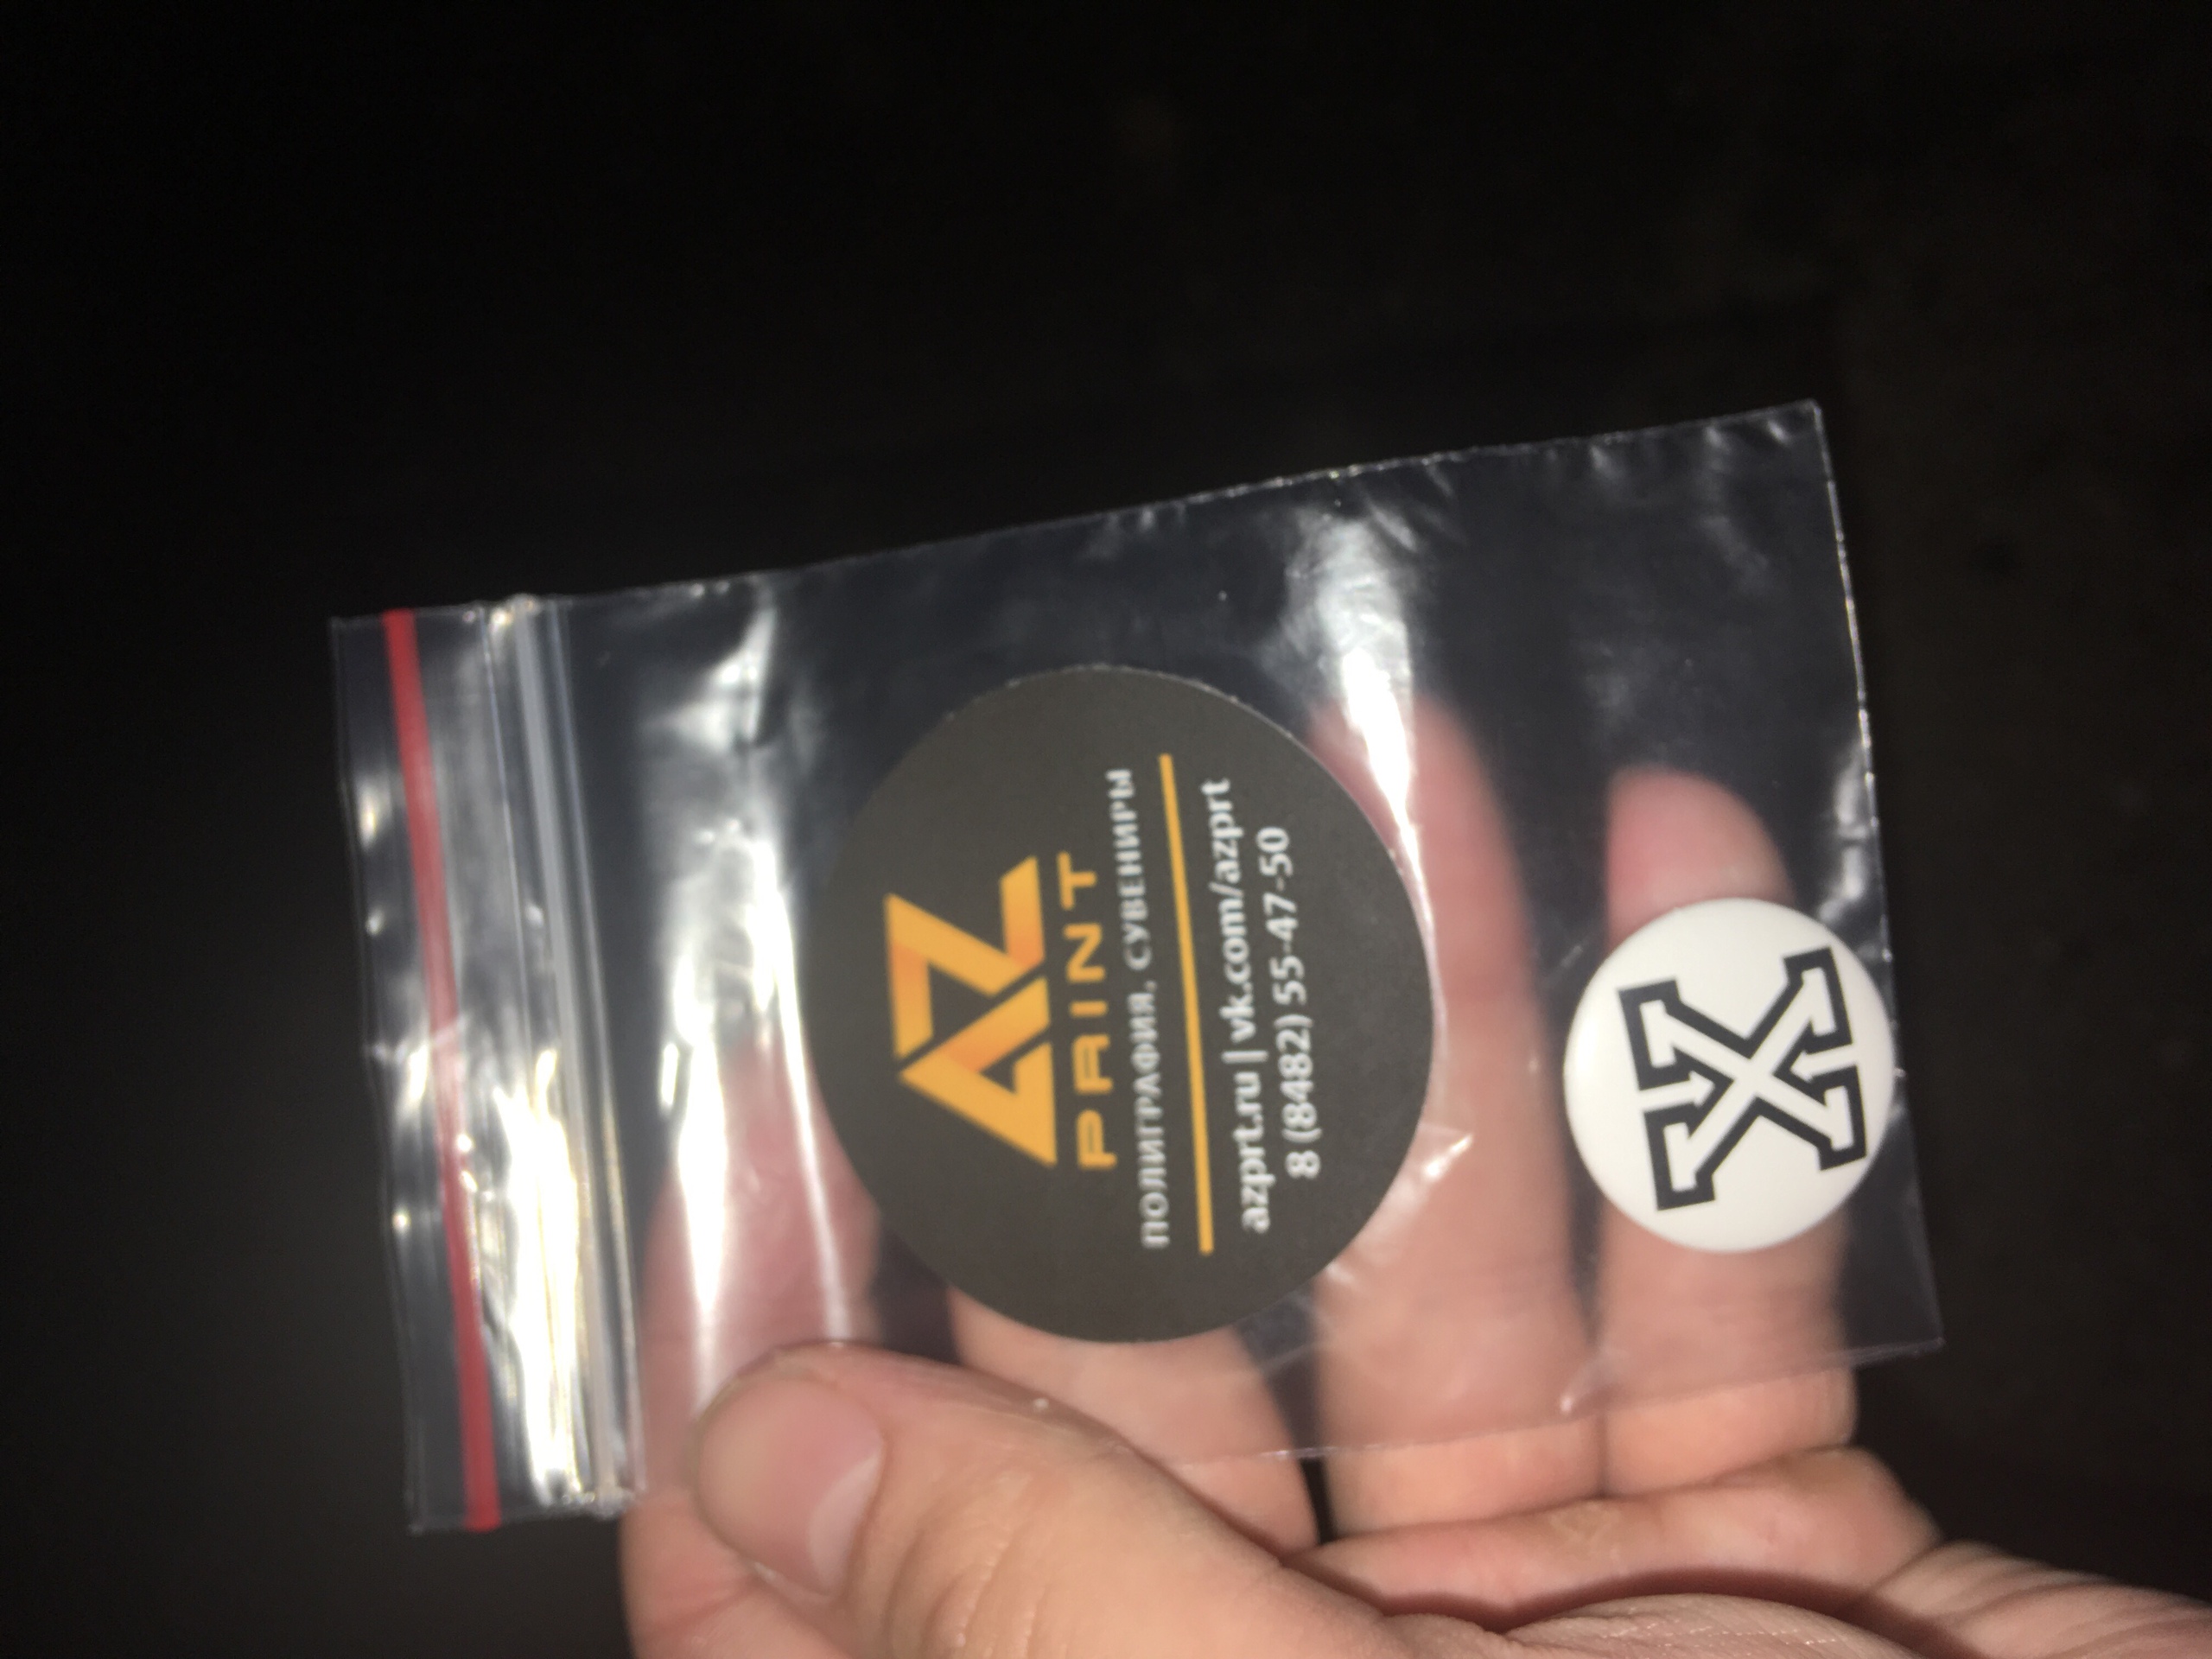 AZ
PRINT
ПОЛИГРАФИЯ, СУВЕНИРЫ
azprt.ru | vk.com/azprt
8 (8482) 55-47-50